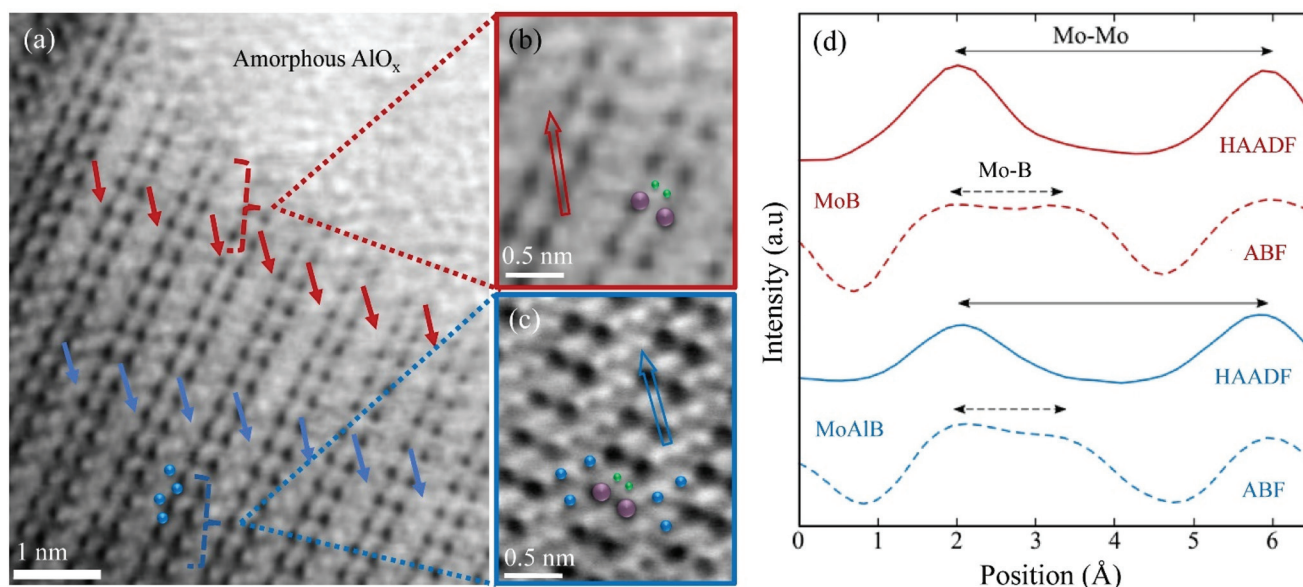 (a)
Amorphous AlOₓ
1 nm
(b)
0.5 nm
(c)
0.5 nm
(d)
Mo-Mo
HAADF
Mo-B
MoB
ABF
HAADF
MoAlB
ABF
Intensity (a.u)
0 1 2 3 4 5 6
Position (Å)